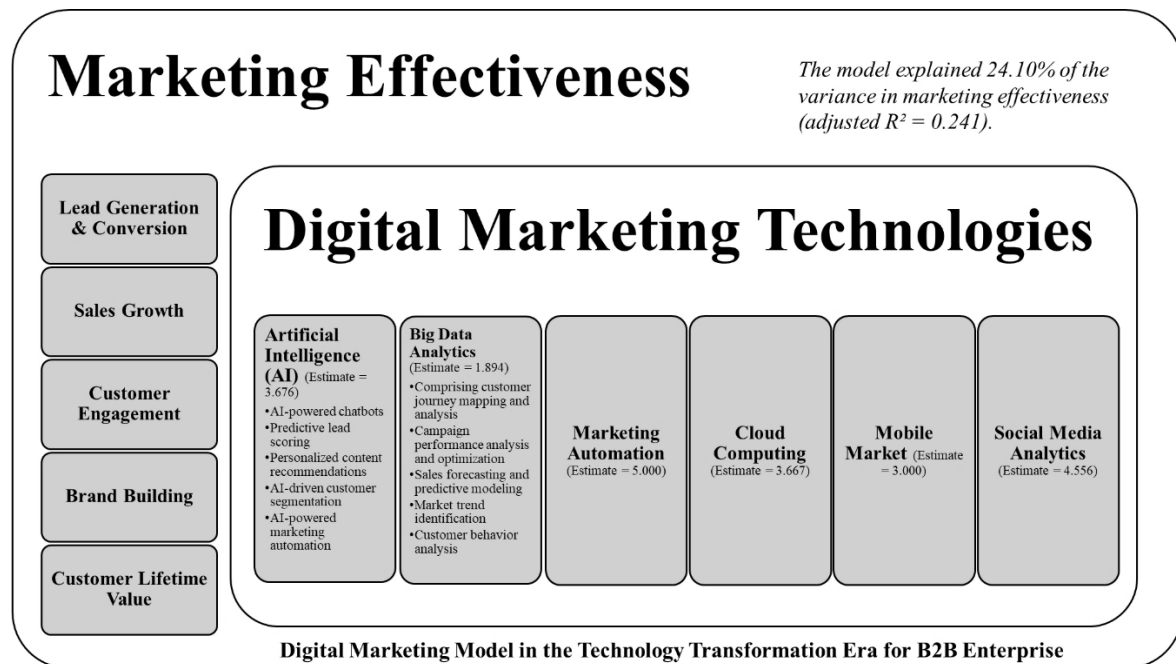 Marketing Effectiveness
The model explained 24.10% of the
variance in marketing effectiveness
(adjusted R² = 0.241).
Lead Generation
& Conversion
Sales Growth
Customer
Engagement
Brand Building
Customer Lifetime
Value
Digital Marketing Technologies
Artificial
Intelligence
(AI) (Estimate =
3.676)
•AI-powered chatbots
•Predictive lead
scoring
•Personalized content
recommendations
•AI-driven customer
segmentation
•AI-powered
marketing
automation
Big Data
Analytics
(Estimate = 1.894)
•Comprising customer
journey mapping and
analysis
•Campaign
performance analysis
and optimization
•Sales forecasting and
predictive modeling
•Market trend
identification
•Customer behavior
analysis
Marketing
Automation
(Estimate = 5.000)
Cloud
Computing
(Estimate = 3.667)
Mobile
Market (Estimate
= 3.000)
Social Media
Analytics
(Estimate = 4.556)
Digital Marketing Model in the Technology Transformation Era for B2B Enterprise